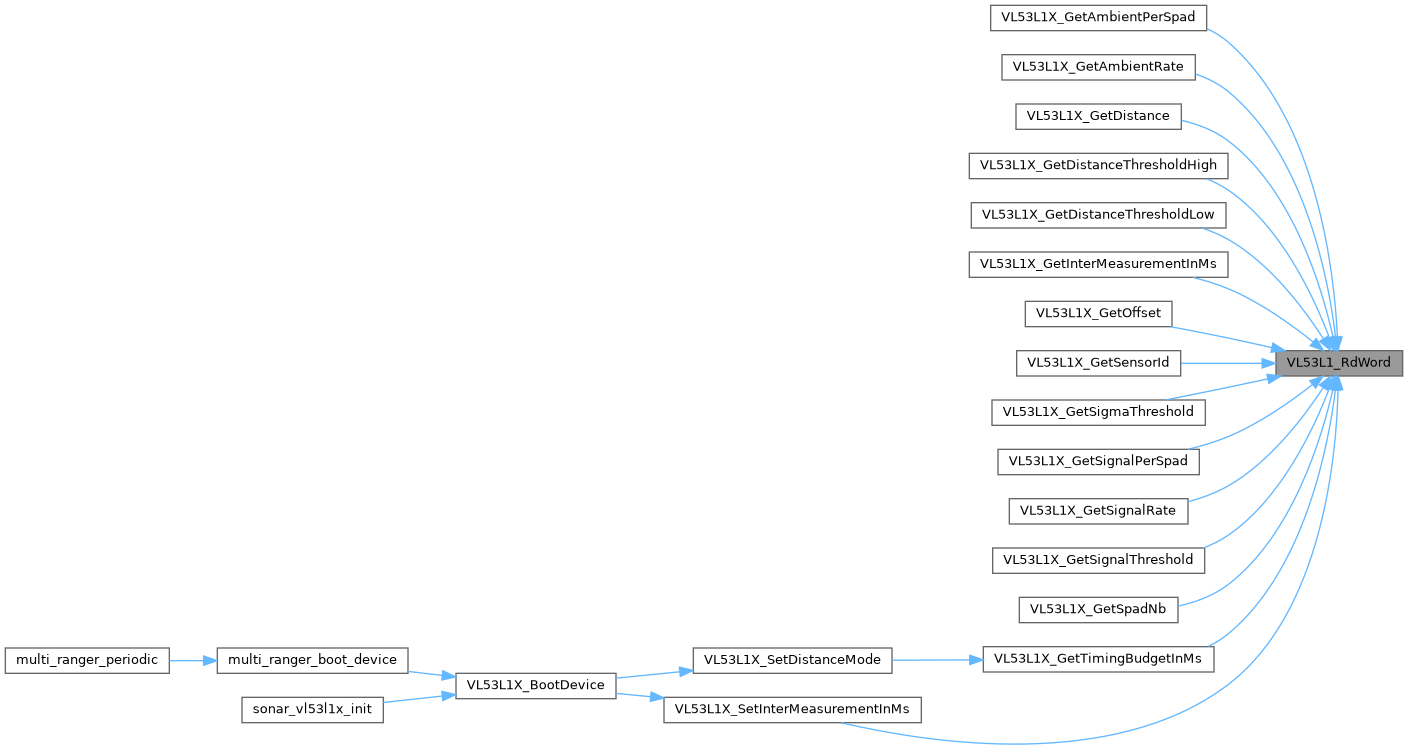 VL53L1X_GetAmbientPerSpad
VL53L1X_GetAmbientRate
VL53L1X_GetDistance
VL53L1X_GetDistanceThresholdHigh
VL53L1X_GetDistanceThresholdLow
VL53L1X_GetInterMeasurementInMs
VL53L1X_GetOffset
VL53L1X_GetSensorId
VL53L1_RdWord
VL53L1X_GetSigmaThreshold
VL53L1X_GetSignalPerSpad
VL53L1X_GetSignalRate
VL53L1X_GetSignalThreshold
VL53L1X_GetSpadNb
multi_ranger_periodic
multi_ranger_boot_device
VL53L1X_SetDistanceMode
VL53L1X_GetTimingBudgetInMs
VL53L1X_BootDevice
sonar_vl53l1x_init
VL53L1X_SetInterMeasurementInMs